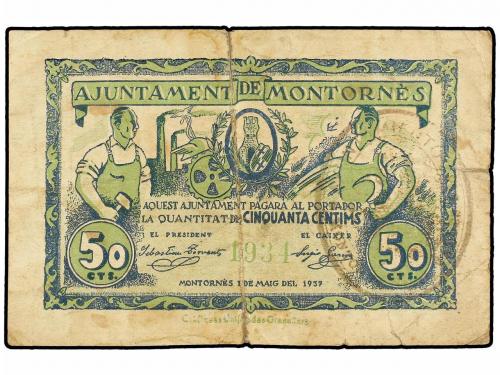 AJUNTAMENT DE MONTORNÈS
AQUEST AJUNTAMENT PAGARA AL PORTADOR
LA QUANTITAT DE CINQUANTA CENTIMS
EL PRESIDENT EL CAIXER
50 CTS. 1934 50 CTS.
MONTORNÈS 1 DE MAIG DEL 1937